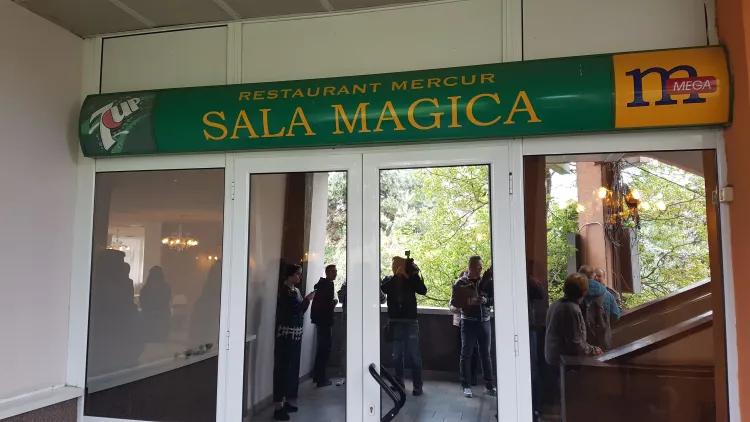 7UP
RESTAURANT MERCUR
SALA MAGICA
m
MEGA